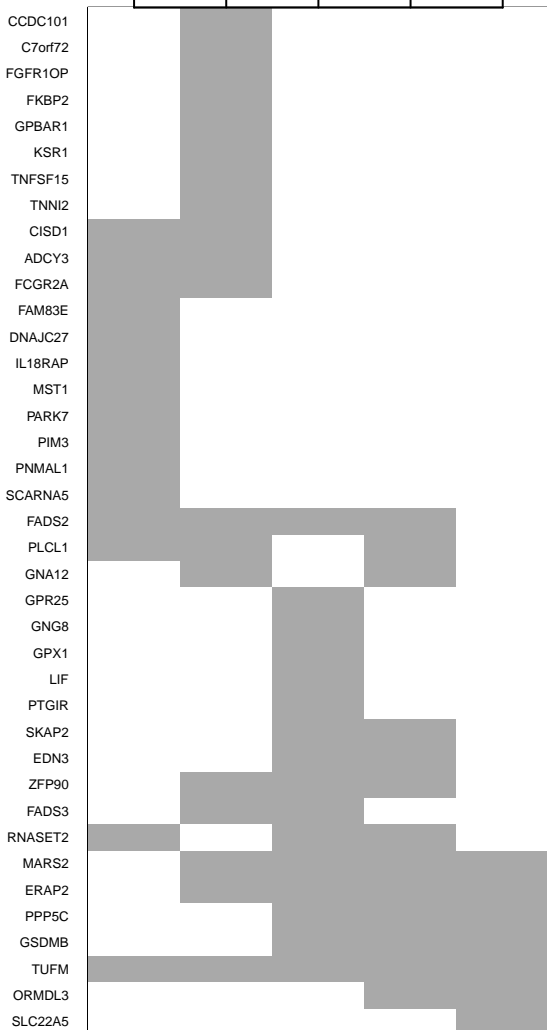 CCDC101
C7orf72
FGFR1OP
FKBP2
GPBAR1
KSR1
TNFSF15
TNNI2
CISD1
ADCY3
FCGR2A
FAM83E
DNAJC27
IL18RAP
MST1
PARK7
PIM3
PNMAL1
SCARNA5
FADS2
PLCL1
GNA12
GPR25
GNG8
GPX1
LIF
PTGIR
SKAP2
EDN3
ZFP90
FADS3
RNASET2
MARS2
ERAP2
PPP5C
GSDMB
TUFM
ORMDL3
SLC22A5